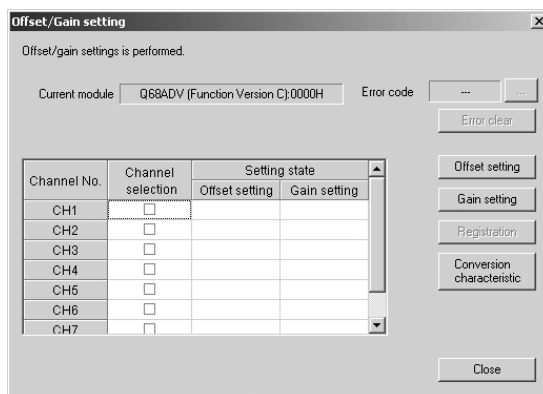 Offset/Gain setting
Offset/gain settings is performed.
Current module Q68ADV (Function Version C):0000H Error code --- ...
Error clear
Channel No. Channel selection Setting state
Offset setting Gain setting
CH1
CH2
CH3
CH4
CH5
CH6
CH7
Offset setting
Gain setting
Registration
Conversion
characteristic
Close